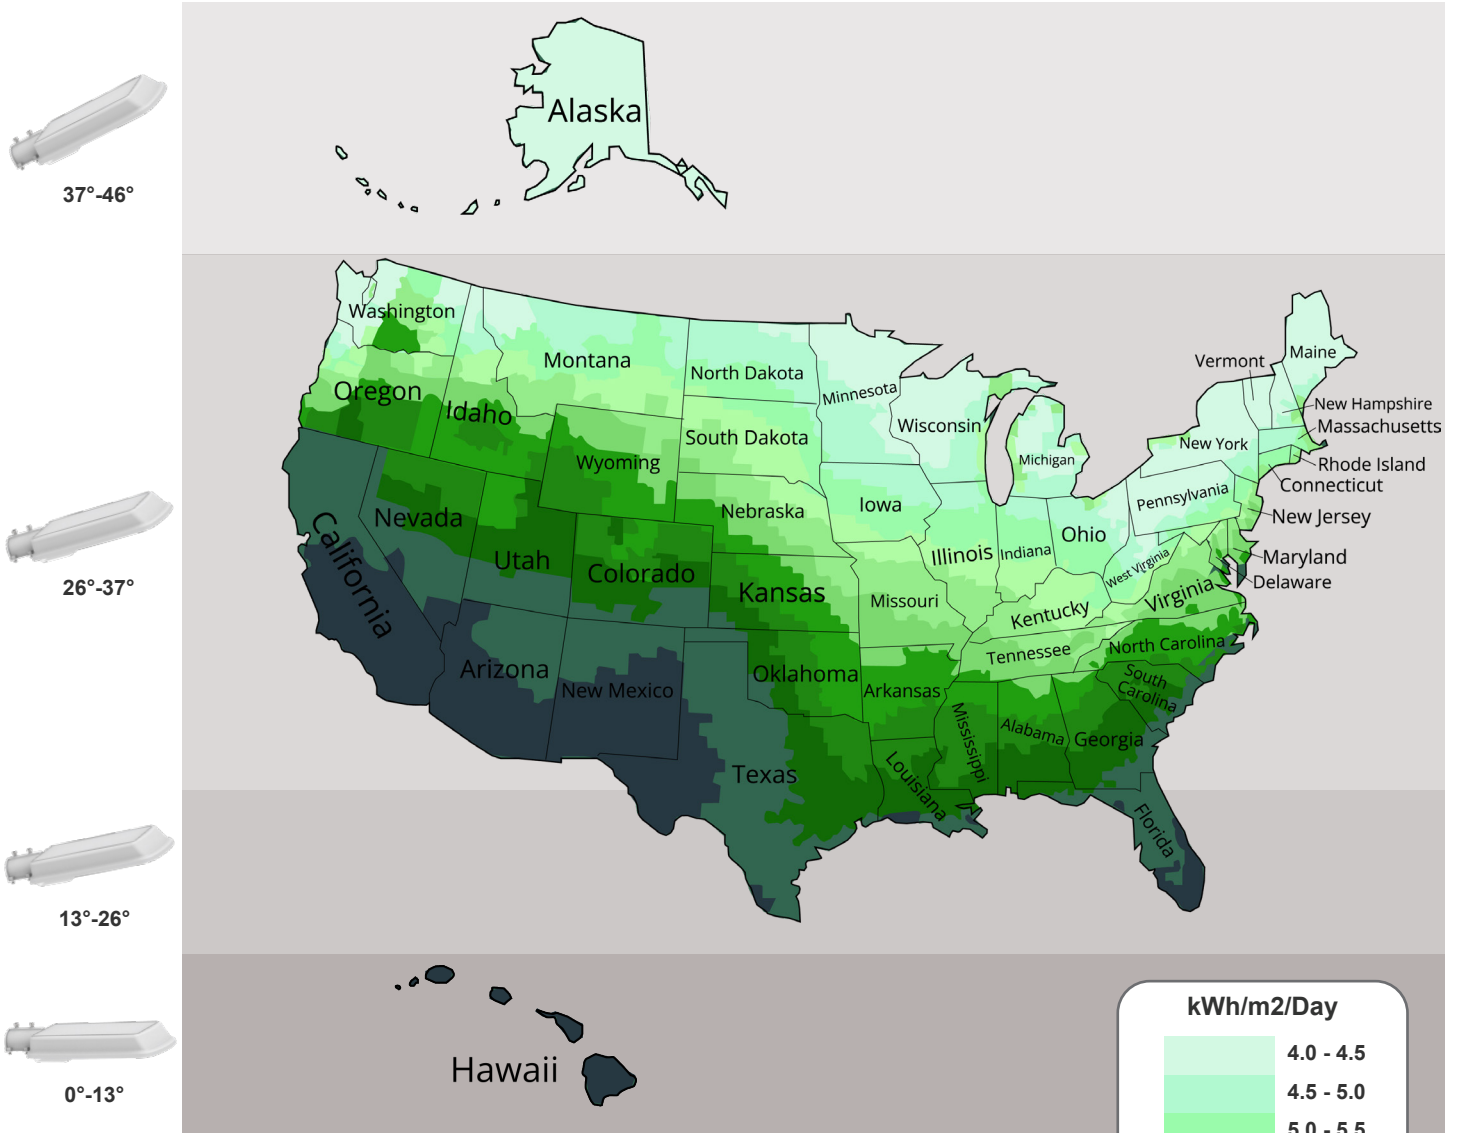 Alaska
37°-46°
Washington
Montana
North Dakota
Minnesota
Vermont
Maine
Oregon
Idaho
New Hampshire
Massachusetts
South Dakota
Wisconsin
Michigan
New York
Wyoming
Rhode Island
Connecticut
Nebraska
Iowa
Pennsylvania
New Jersey
Nevada
Ohio
Illinois
Indiana
Maryland
Utah
Colorado
West Virginia
Delaware
California
26°-37°
Kansas
Missouri
Virginia
Kentucky
Arizona
New Mexico
Oklahoma
Arkansas
Tennessee
North Carolina
South
Carolina
Mississippi
Alabama
Georgia
Texas
Louisiana
Florida
13°-26°
Hawaii
0°-13°
kWh/m2/Day
4.0 - 4.5
4.5 - 5.0
5.0 - 5.5